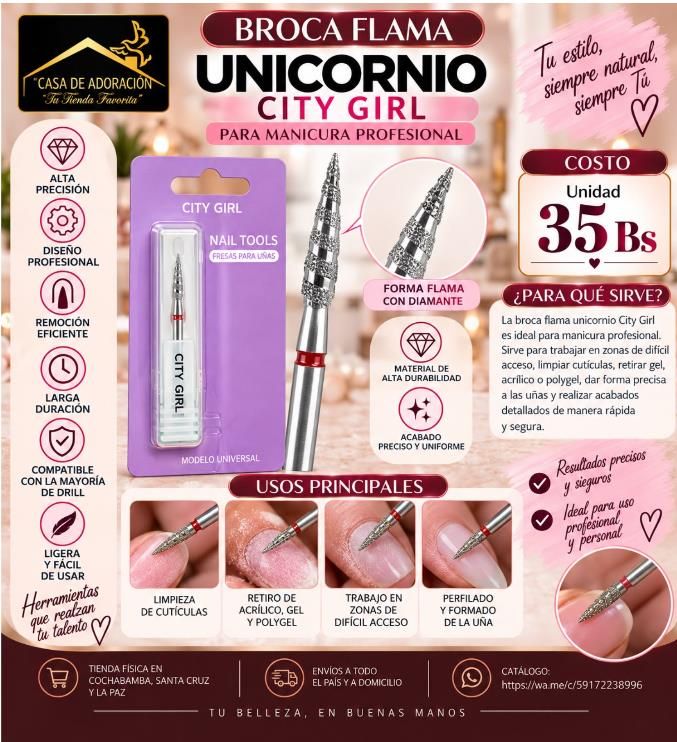 "CASA DE ADORACIÓN"
"Tu Tienda Favorita"
BROCA FLAMA
UNICORNIO
CITY GIRL
PARA MANICURA PROFESIONAL
Tu estilo,
siempre natural,
siempre Tú
ALTA
PRECISIÓN
DISEÑO
PROFESIONAL
REMOCIÓN
EFICIENTE
LARGA
DURACIÓN
COMPATIBLE
CON LA MAYORÍA
DE DRILL
LIGERA
Y FÁCIL
DE USAR
Herramientas
que realzan
tu talento
CITY GIRL
NAIL TOOLS
FRESAS PARA UÑAS
CITY GIRL
MODELO UNIVERSAL
FORMA FLAMA
CON DIAMANTE
MATERIAL DE
ALTA DURABILIDAD
ACABADO
PRECISO Y UNIFORME
COSTO
Unidad
35 Bs
¿PARA QUÉ SIRVE?
La broca flama unicornio City Girl
es ideal para manicura profesional.
Sirve para trabajar en zonas de difícil
acceso, limpiar cutículas, retirar gel,
acrílico o polygel, dar forma precisa
a las uñas y realizar acabados
detallados de manera rápida
y segura.
Resultados precisos
y sieguros
Ideal para uso
profesional
y personal
USOS PRINCIPALES
LIMPIEZA
DE CUTÍCULAS
RETIRO DE
ACRÍLICO, GEL
Y POLYGEL
TRABAJO EN
ZONAS DE
DIFÍCIL ACCESO
PERFILADO
Y FORMADO
DE LA UÑA
TIENDA FÍSICA EN
COCHABAMBA, SANTA CRUZ
Y LA PAZ
ENVÍOS A TODO
EL PAÍS Y A DOMICILIO
CATÁLOGO:
https://wa.me/c/59172238996
TU BELLEZA, EN BUENAS MANOS